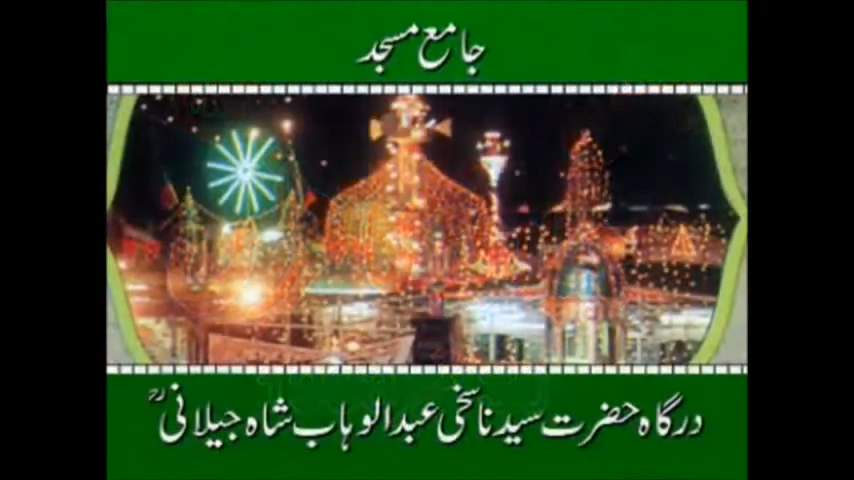 جامع مسجد
درگاہ حضرت سیدنا سخی عبدالوہاب شاہ جیلانیؒ